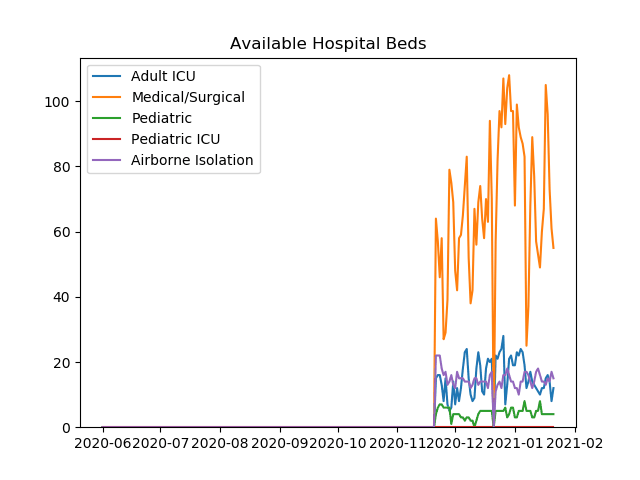 Available Hospital Beds
Adult ICU
Medical/Surgical
Pediatric
Pediatric ICU
Airborne Isolation
100
80
60
40
20
0
2020-06 2020-07 2020-08 2020-09 2020-10 2020-11 2020-12 2021-01 2021-02